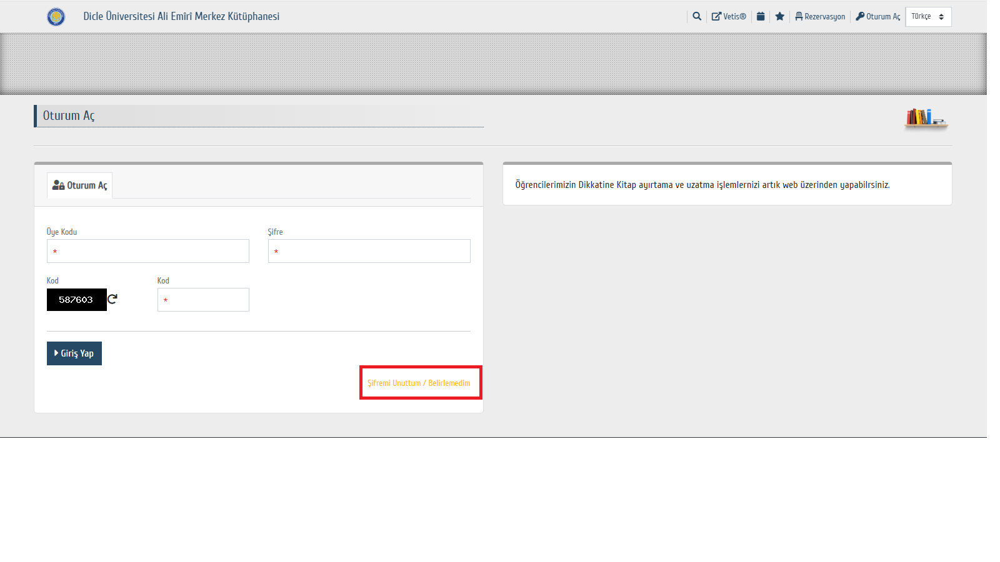 Dicle Üniversitesi Ali Emîrî Merkez Kütüphanesi
Vetis®
Rezervasyon
Oturum Aç
Türkçe
Oturum Aç
Oturum Aç
Öğrencilerimizin Dikkatine Kitap ayırtama ve uzatma işlemlernizi artık web üzerinden yapabilrsiniz.
Üye Kodu
Şifre
*
*
Kod
Kod
587603
*
Giriş Yap
Şifremi Unuttum / Belirlemedim